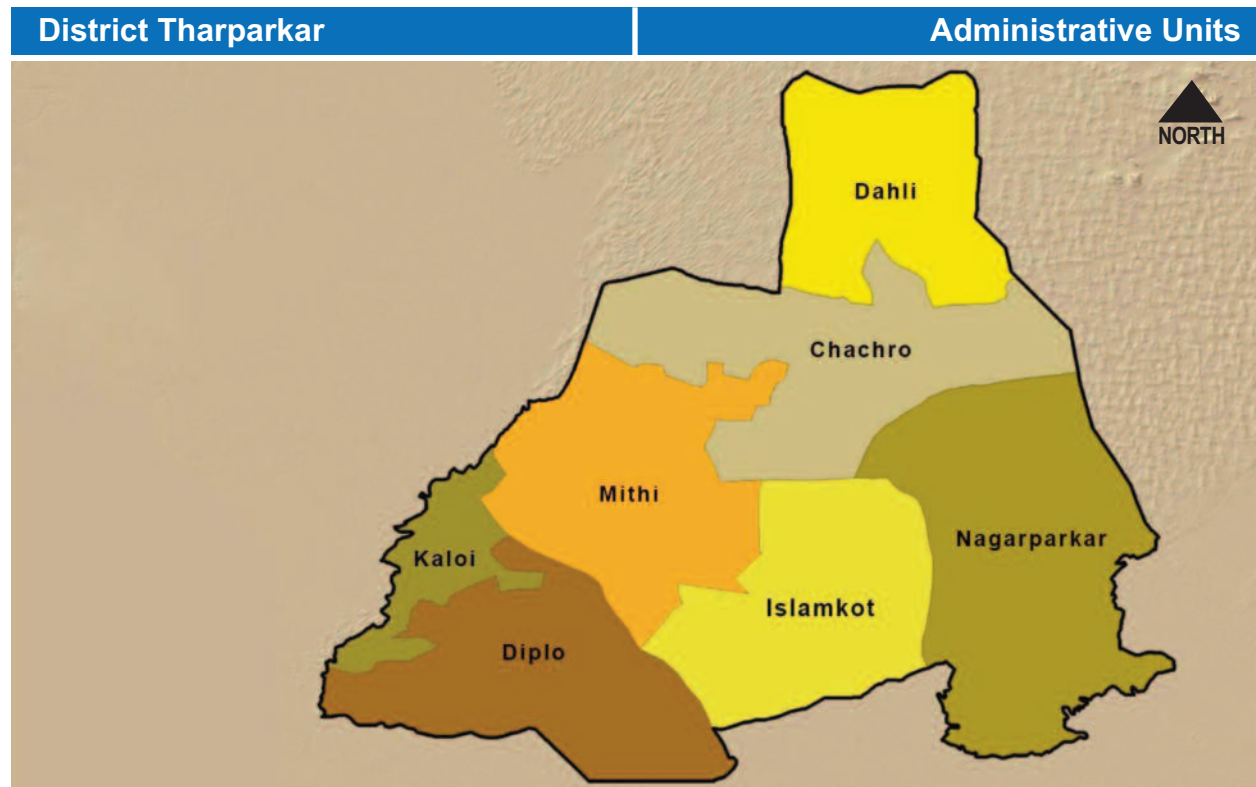 District Tharparkar
Administrative Units
NORTH
Dahli
Chachro
Mithi
Nagarparkar
Kaloi
Islamkot
Diplo